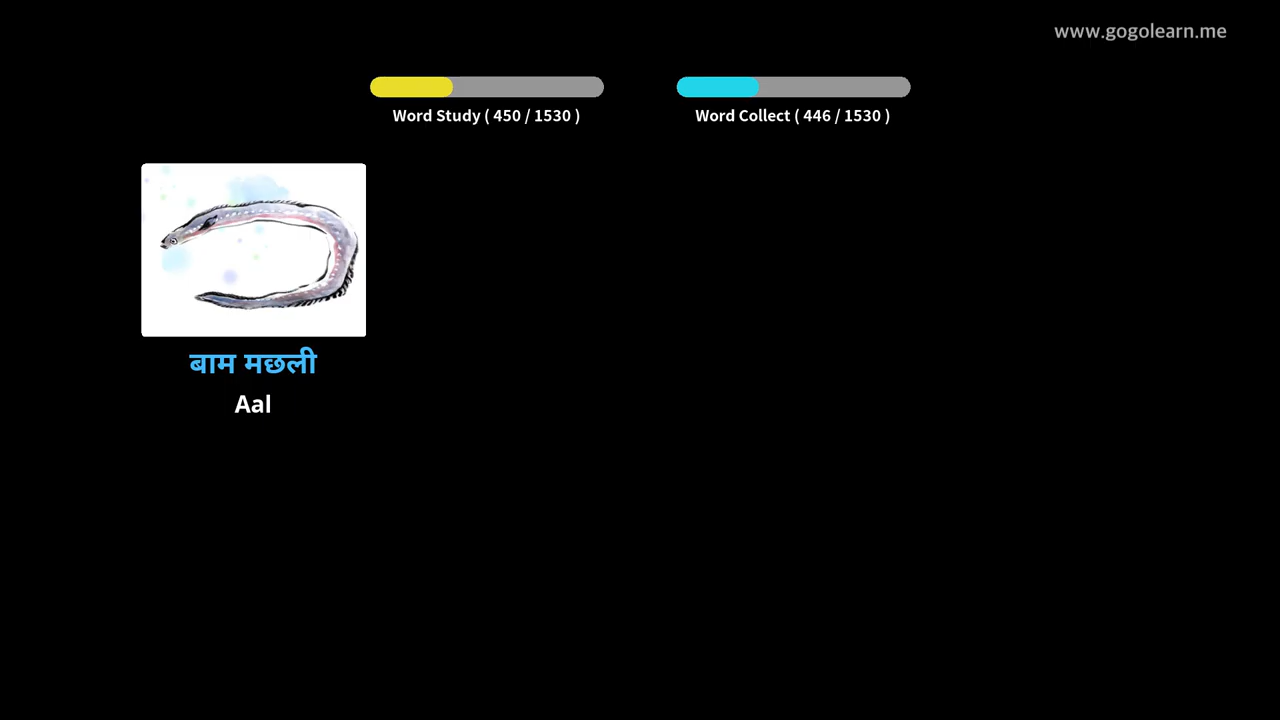 www.gogolearn.me
Word Study ( 450 / 1530 )
Word Collect ( 446 / 1530 )
बाम मछली
Aal